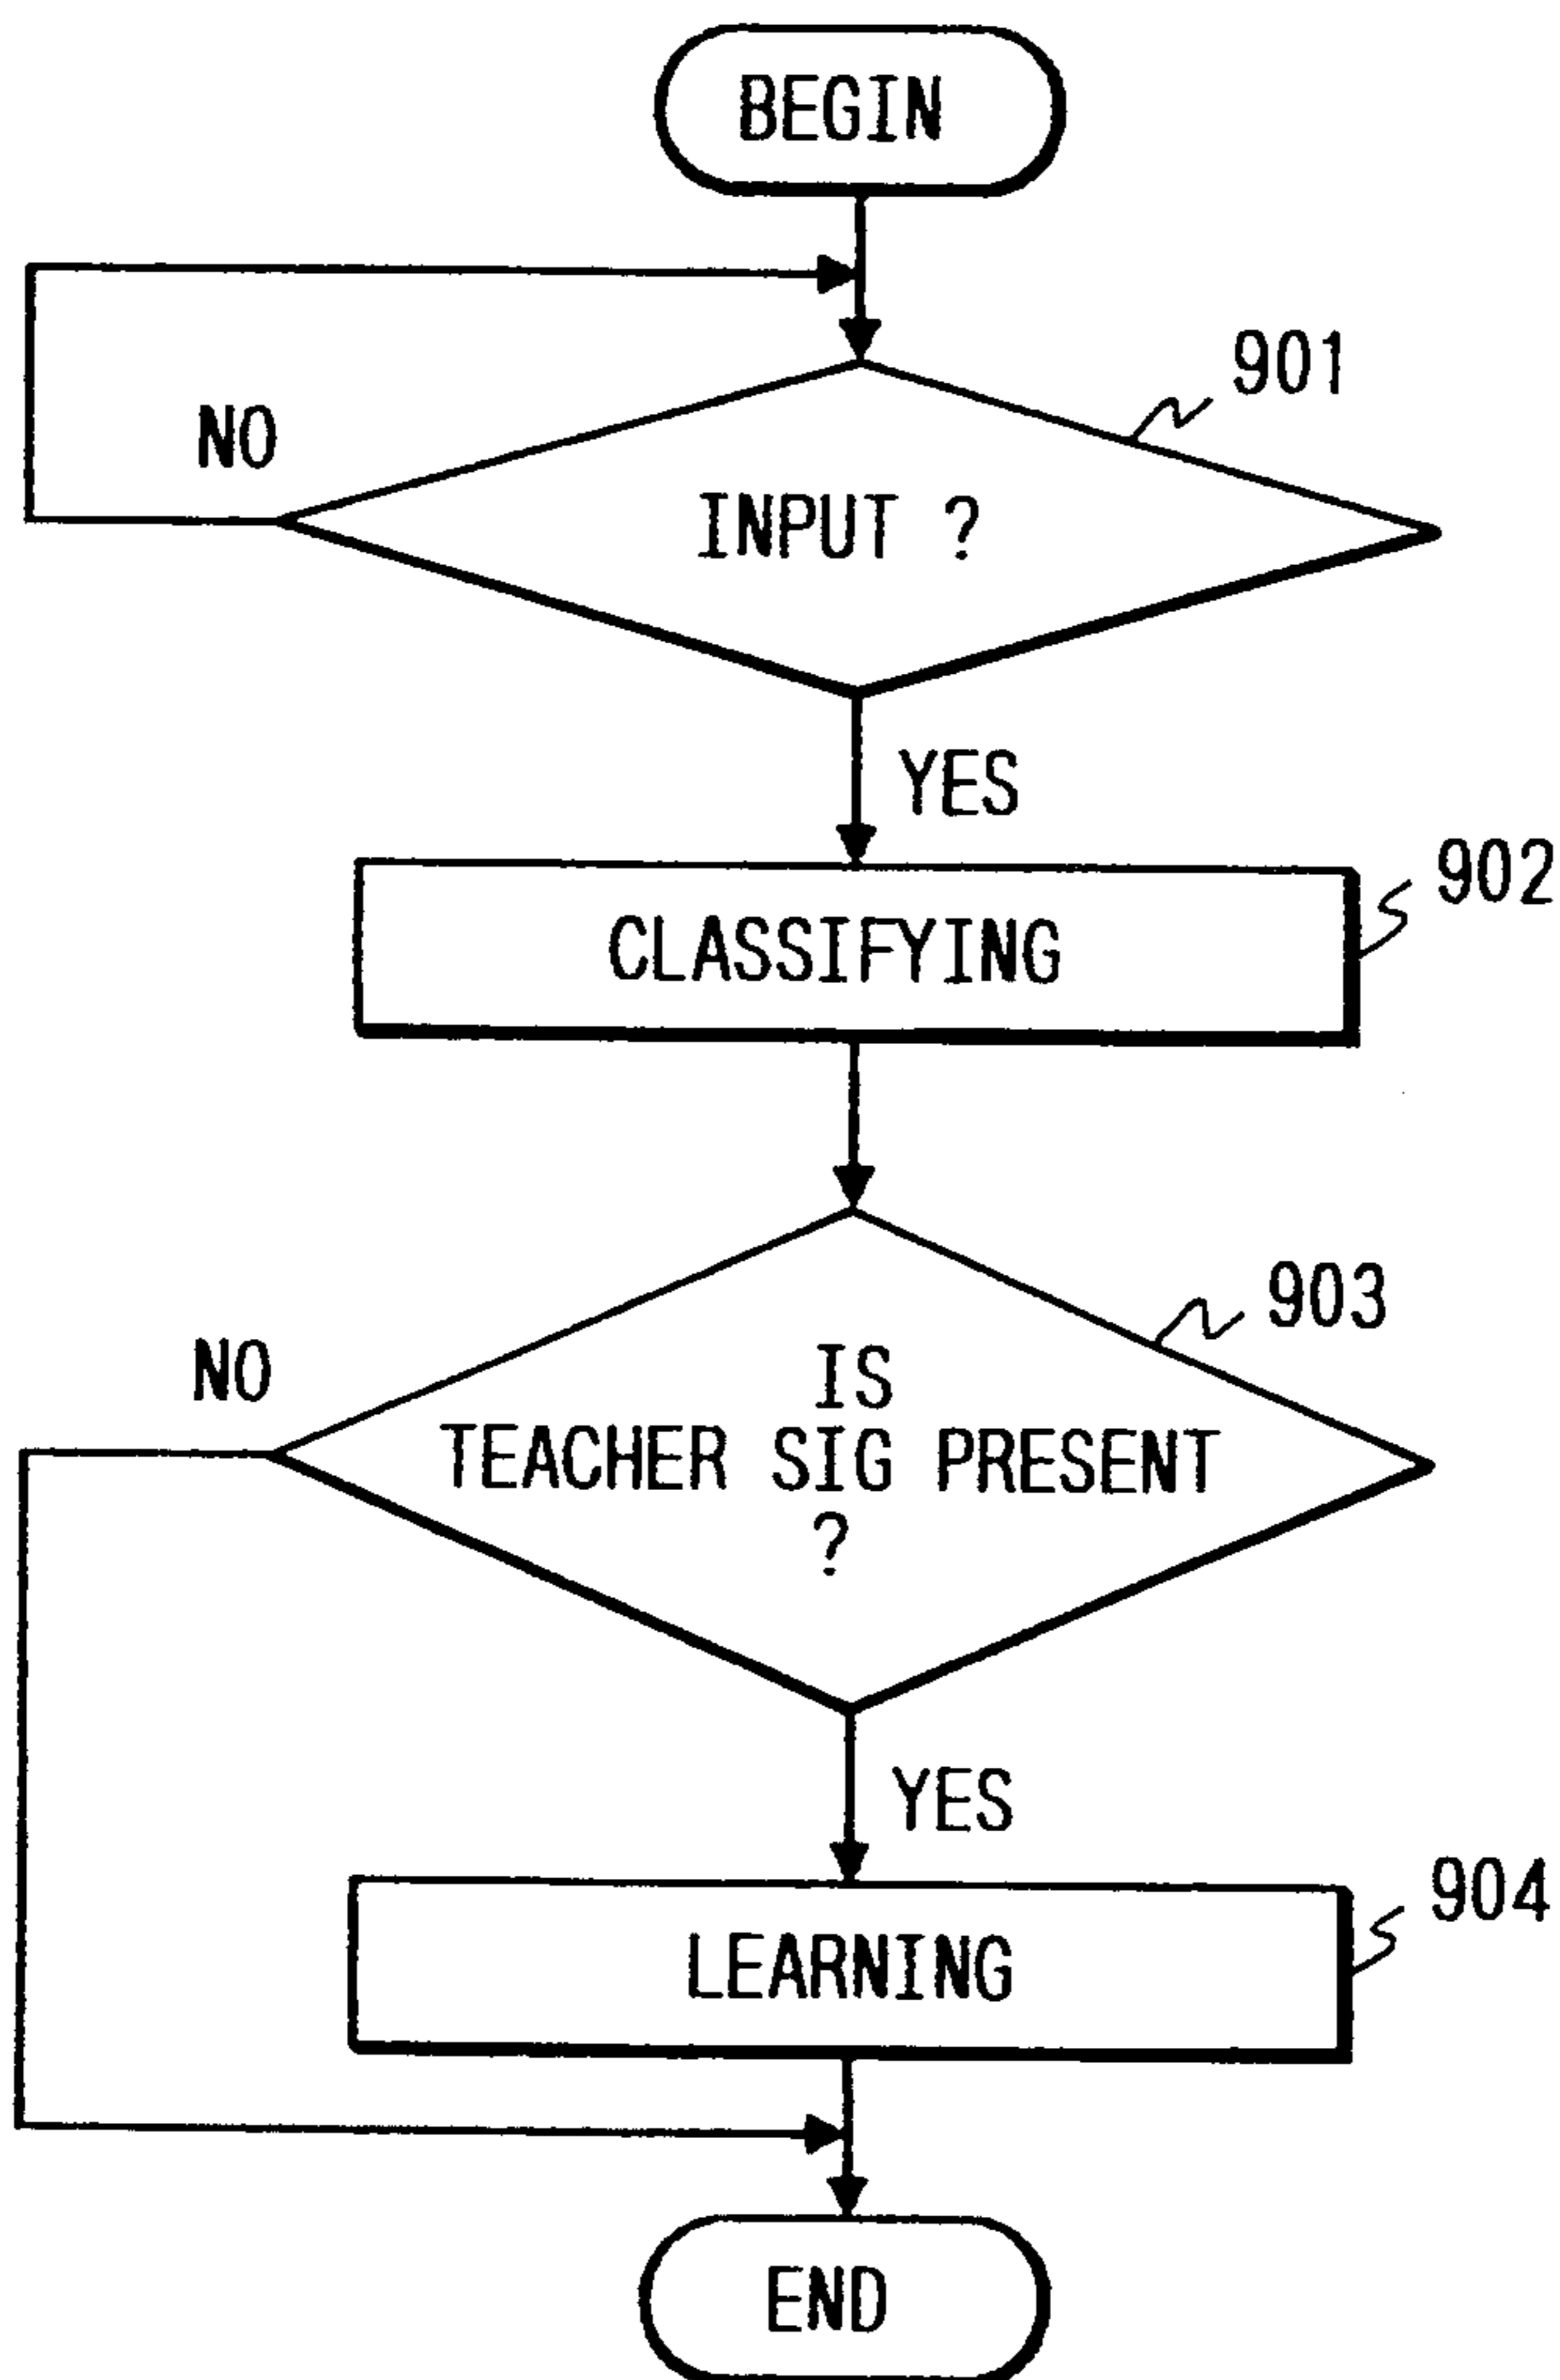 BEGIN
901
NO
INPUT ?
YES
902
CLASSIFYING
903
NO
IS
TEACHER SIG PRESENT
?
YES
904
LEARNING
END